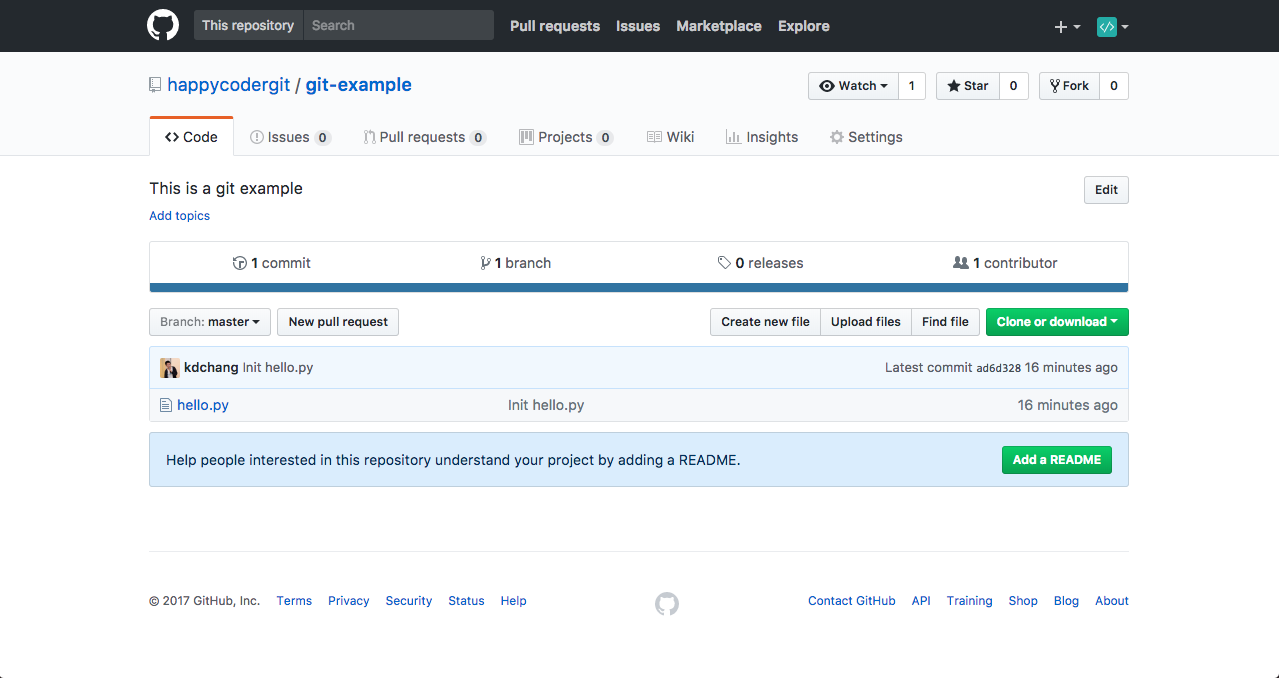 This repository Search Pull requests Issues Marketplace Explore
happycodergit / git-example Watch 1 Star 0 Fork 0
Code Issues 0 Pull requests 0 Projects 0 Wiki Insights Settings
This is a git example Edit
Add topics
1 commit 1 branch 0 releases 1 contributor
Branch: master New pull request Create new file Upload files Find file Clone or download
kdchang Init hello.py Latest commit ad6d328 16 minutes ago
hello.py Init hello.py 16 minutes ago
Help people interested in this repository understand your project by adding a README. Add a README
© 2017 GitHub, Inc. Terms Privacy Security Status Help Contact GitHub API Training Shop Blog About